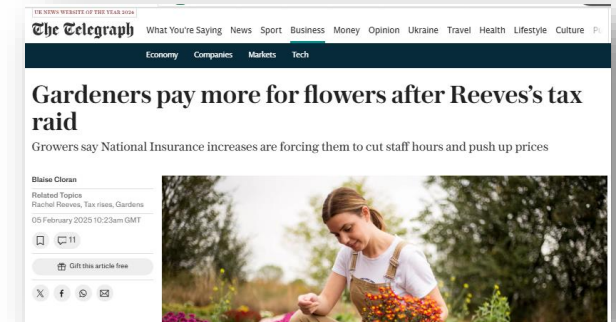 UK NEWS WEBSITE OF THE YEAR 2024
The Telegraph What You're Saying News Sport Business Money Opinion Ukraine Travel Health Lifestyle Culture
Economy Companies Markets Tech
Gardeners pay more for flowers after Reeves's tax
raid
Growers say National Insurance increases are forcing them to cut staff hours and push up prices
Blaise Cloran
Related Topics
Rachel Reeves, Tax rises, Gardens
05 February 2025 10:23am GMT
11
Gift this article free